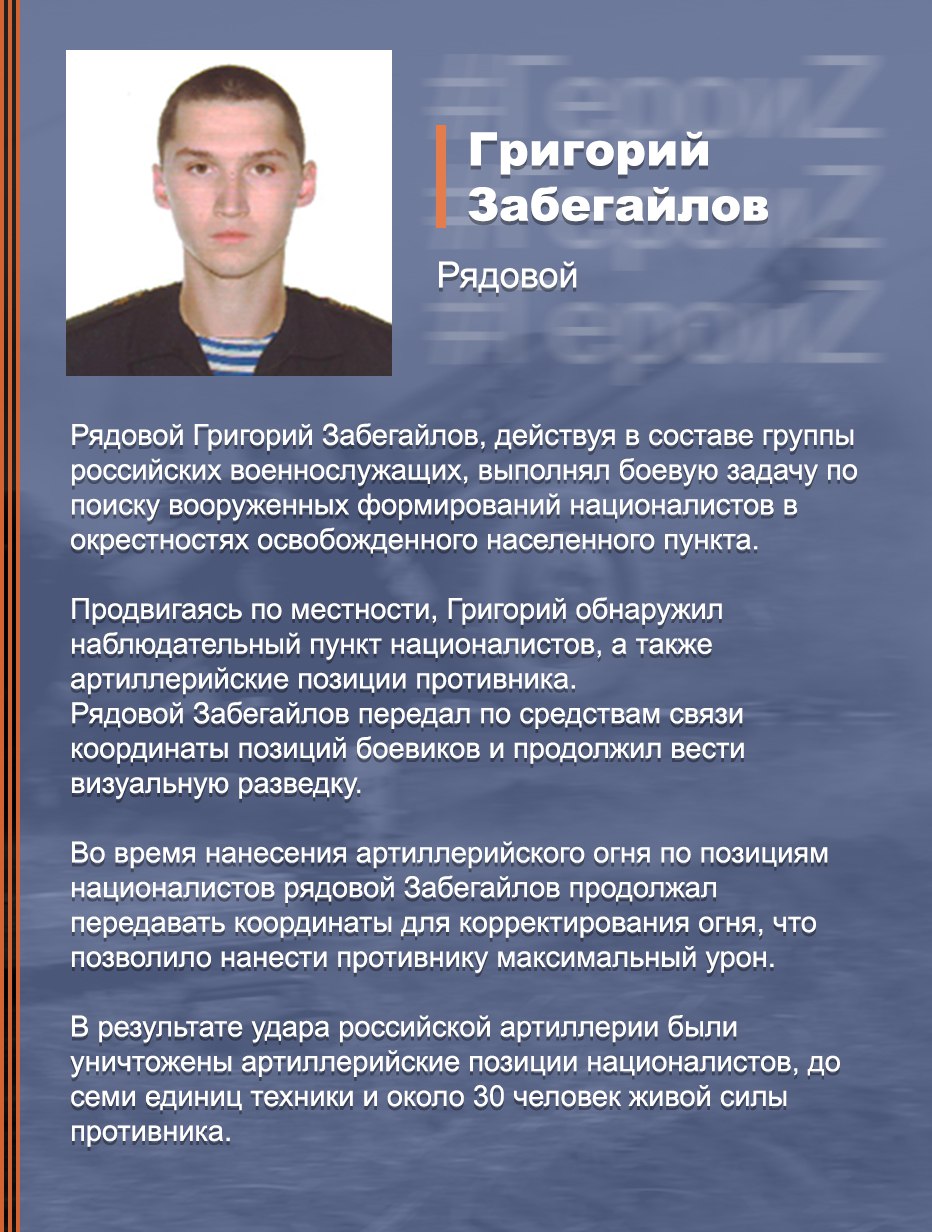 #ГероиZ
Григорий
#ГероиZ
Забегайлов
Рядовой
#ГероиZ
Рядовой Григорий Забегайлов, действуя в составе группы
российских военнослужащих, выполнял боевую задачу по
поиску вооруженных формирований националистов в
окрестностях освобожденного населенного пункта.
Продвигаясь по местности, Григорий обнаружил
наблюдательный пункт националистов, а также
артиллерийские позиции противника.
Рядовой Забегайлов передал по средствам связи
координаты позиций боевиков и продолжил вести
визуальную разведку.
Во время нанесения артиллерийского огня по позициям
националистов рядовой Забегайлов продолжал
передавать координаты для корректирования огня, что
позволило нанести противнику максимальный урон.
В результате удара российской артиллерии были
уничтожены артиллерийские позиции националистов, до
семи единиц техники и около 30 человек живой силы
противника.